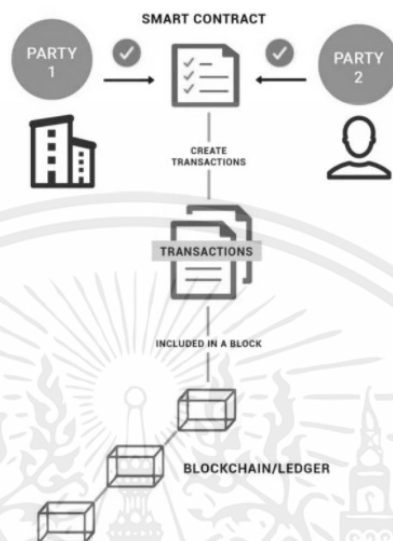 SMART CONTRACT
PARTY
1
PARTY
2
CREATE
TRANSACTIONS
TRANSACTIONS
INCLUDED IN A BLOCK
BLOCKCHAIN/LEDGER